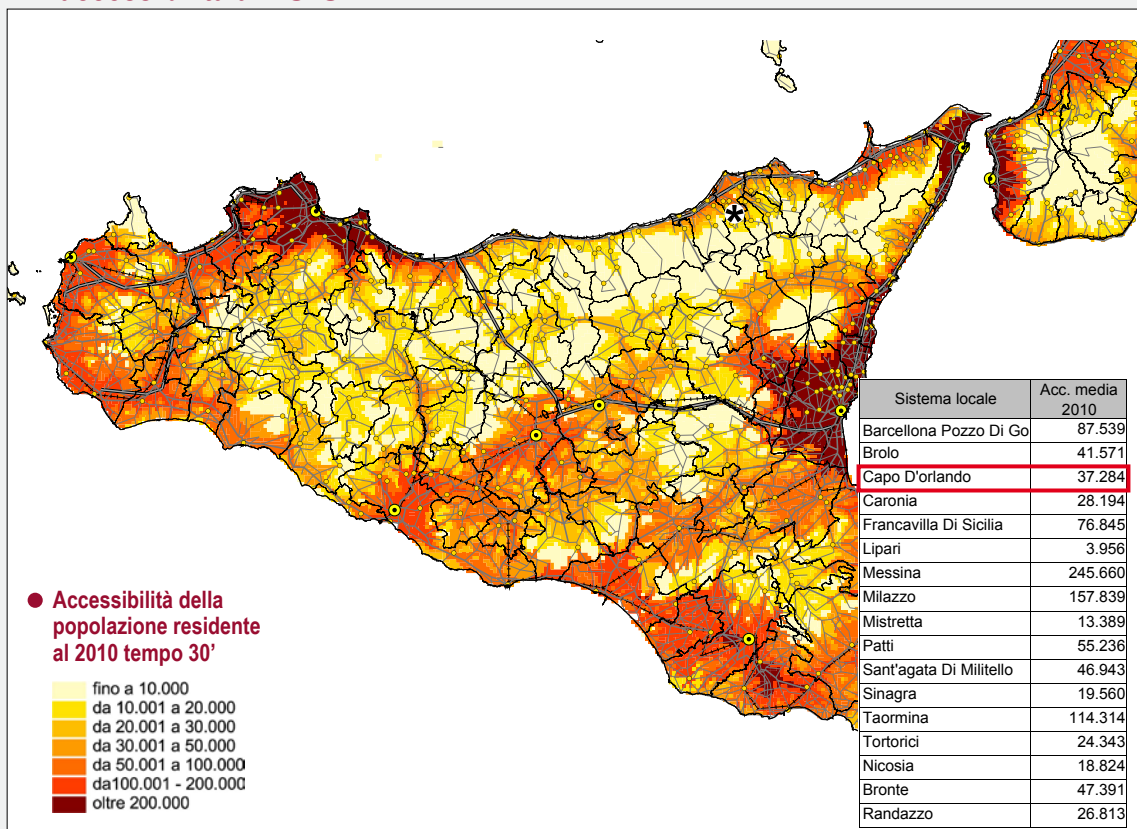 *
Sistema locale Acc. media 2010
Barcellona Pozzo Di Go 87.539
Brolo 41.571
Capo D'orlando 37.284
Caronia 28.194
Francavilla Di Sicilia 76.845
Lipari 3.956
Messina 245.660
Milazzo 157.839
Mistretta 13.389
Patti 55.236
Sant'agata Di Militello 46.943
Sinagra 19.560
Taormina 114.314
Tortorici 24.343
Nicosia 18.824
Bronte 47.391
Randazzo 26.813
● Accessibilità della
popolazione residente
al 2010 tempo 30’
fino a 10.000
da 10.001 a 20.000
da 20.001 a 30.000
da 30.001 a 50.000
da 50.001 a 100.000
da100.001 - 200.000
oltre 200.000